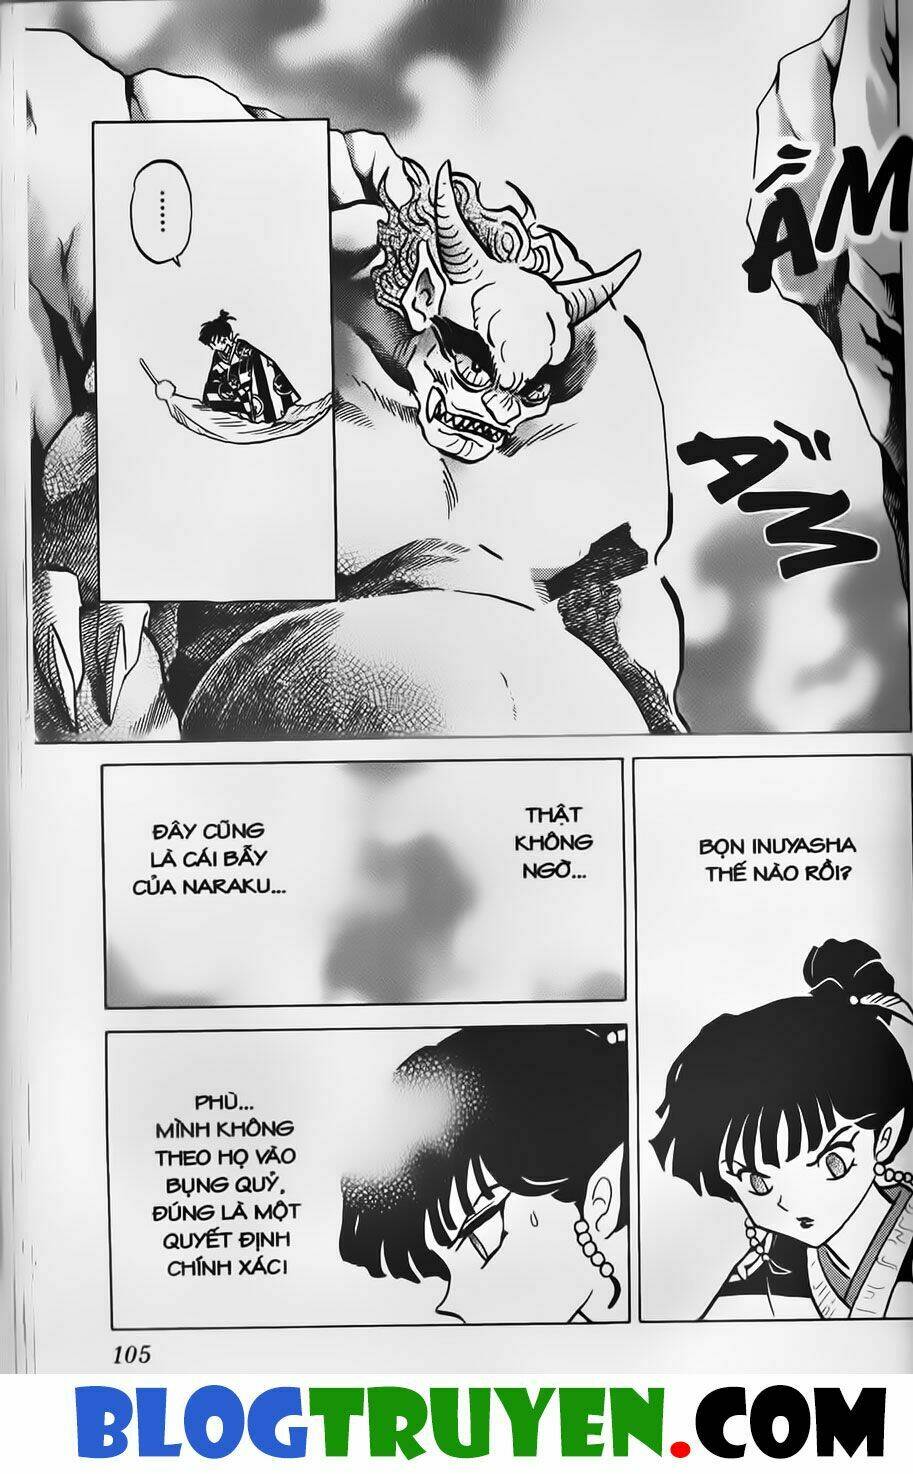 ẦM
ẦM
.......
BỌN INUYASHA
THẾ NÀO RỒI?
THẬT
KHÔNG
NGỜ...
ĐÂY CŨNG
LÀ CÁI BẪY
CỦA NARAKU...
PHÙ...
MÌNH KHÔNG
THEO HỌ VÀO
BỤNG QUỶ,
ĐÚNG LÀ MỘT
QUYẾT ĐỊNH
CHÍNH XÁC!
105
BLOGTRUYEN.COM